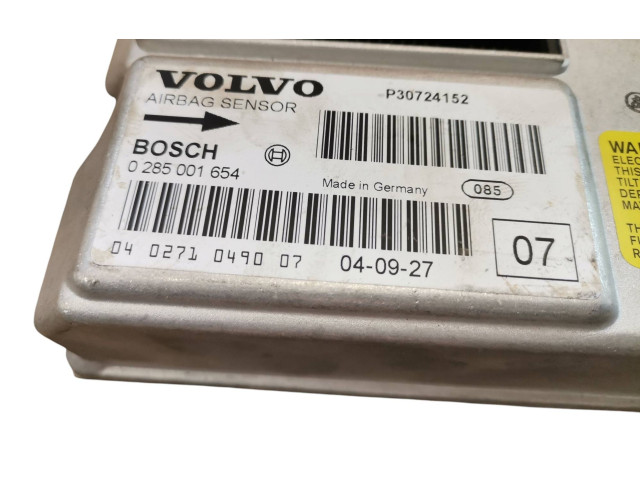 VOLVO
P30724152
AIRBAG SENSOR
BOSCH
0 285 001 654
Made in Germany
085
04 0271 0490 07
04-09-27
07
WA
ELEC
THIS
TILT
DEF
MA
TH
FU
R